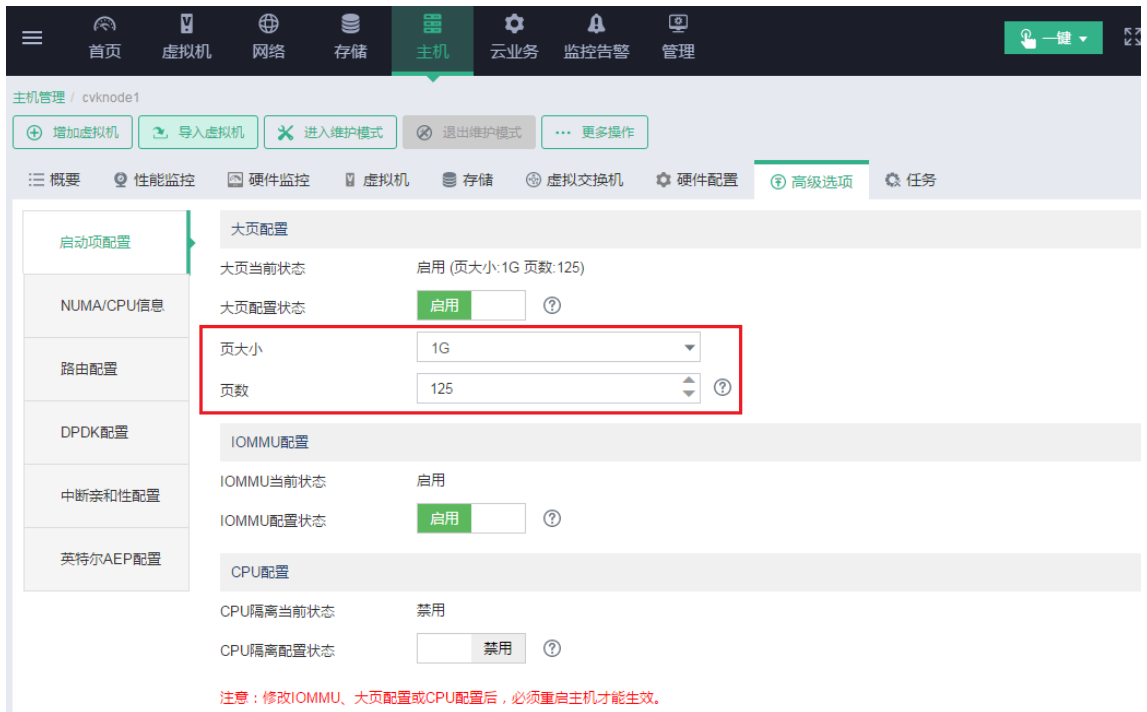 首页 虚拟机 网络 存储 主机 云业务 监控告警 管理 一键
主机管理 / cvknode1
增加虚拟机 导入虚拟机 进入维护模式 退出维护模式 ••• 更多操作
概要 性能监控 硬件监控 虚拟机 存储 虚拟交换机 硬件配置 高级选项 任务
启动项配置
NUMA/CPU信息
路由配置
DPDK配置
中断亲和性配置
英特尔AEP配置
大页配置
大页当前状态 启用 (页大小:1G 页数:125)
大页配置状态 启用 ?
页大小 1G
页数 125 ?
IOMMU配置
IOMMU当前状态 启用
IOMMU配置状态 启用 ?
CPU配置
CPU隔离当前状态 禁用
CPU隔离配置状态 禁用 ?
注意：修改IOMMU、大页配置或CPU配置后，必须重启主机才能生效。